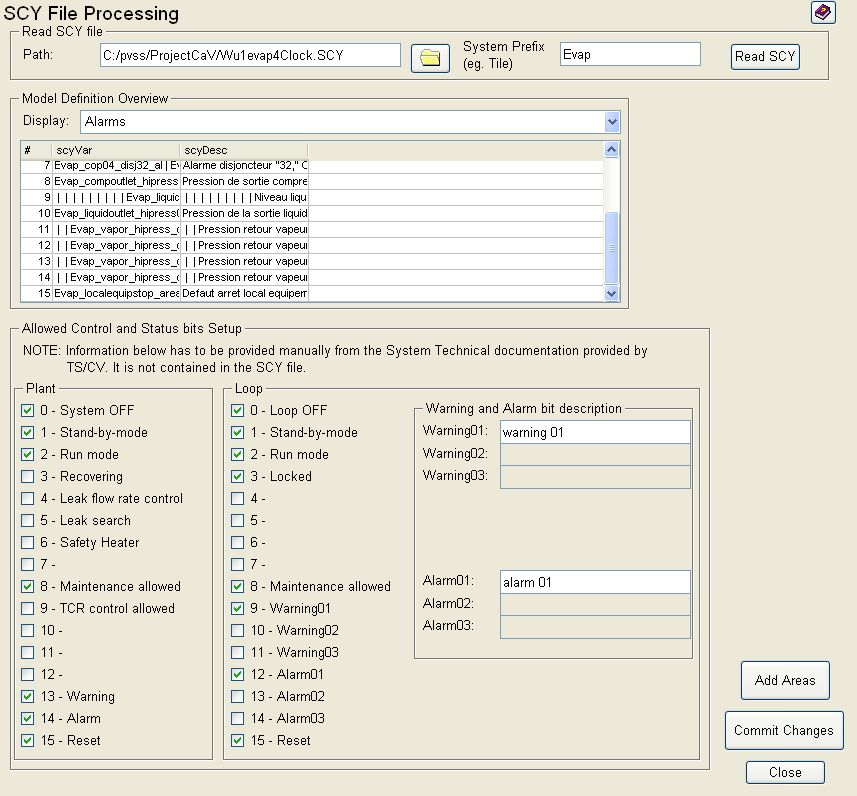 SCY File Processing
Read SCY file
Path: C:/pvss/ProjectCaV/Wu1evap4Clock.SCY System Prefix (eg. Tile) Evap Read SCY
Model Definition Overview
Display: Alarms
# scyVar scyDesc
7 Evap_cop04_disj32_al | Ev Alarme disjoncteur "32," C
8 Evap_compoutlet_hipress Pression de sortie compre
9 | | | | | | | | | Evap_liquid | | | | | | | | | Niveau liqu
10 Evap_liquidoutlet_hipress0 Pression de la sortie liquid
11 | | Evap_vapor_hipress_c | | Pression retour vapeur
12 | | Evap_vapor_hipress_c | | Pression retour vapeur
13 | | Evap_vapor_hipress_c | | Pression retour vapeur
14 | | Evap_vapor_hipress_c | | Pression retour vapeur
15 Evap_localequipstop_area Defaut arret local equipem
Allowed Control and Status bits Setup
NOTE: Information below has to be provided manually from the System Technical documentation provided by
TS/CV. It is not contained in the SCY file.
Plant
0 - System OFF
1 - Stand-by-mode
2 - Run mode
3 - Recovering
4 - Leak flow rate control
5 - Leak search
6 - Safety Heater
7 -
8 - Maintenance allowed
9 - TCR control allowed
10 -
11 -
12 -
13 - Warning
14 - Alarm
15 - Reset
Loop
0 - Loop OFF
1 - Stand-by-mode
2 - Run mode
3 - Locked
4 -
5 -
6 -
7 -
8 - Maintenance allowed
9 - Warning01
10 - Warning02
11 - Warning03
12 - Alarm01
13 - Alarm02
14 - Alarm03
15 - Reset
Warning and Alarm bit description
Warning01: warning 01
Warning02:
Warning03:
Alarm01: alarm 01
Alarm02:
Alarm03:
Add Areas
Commit Changes
Close